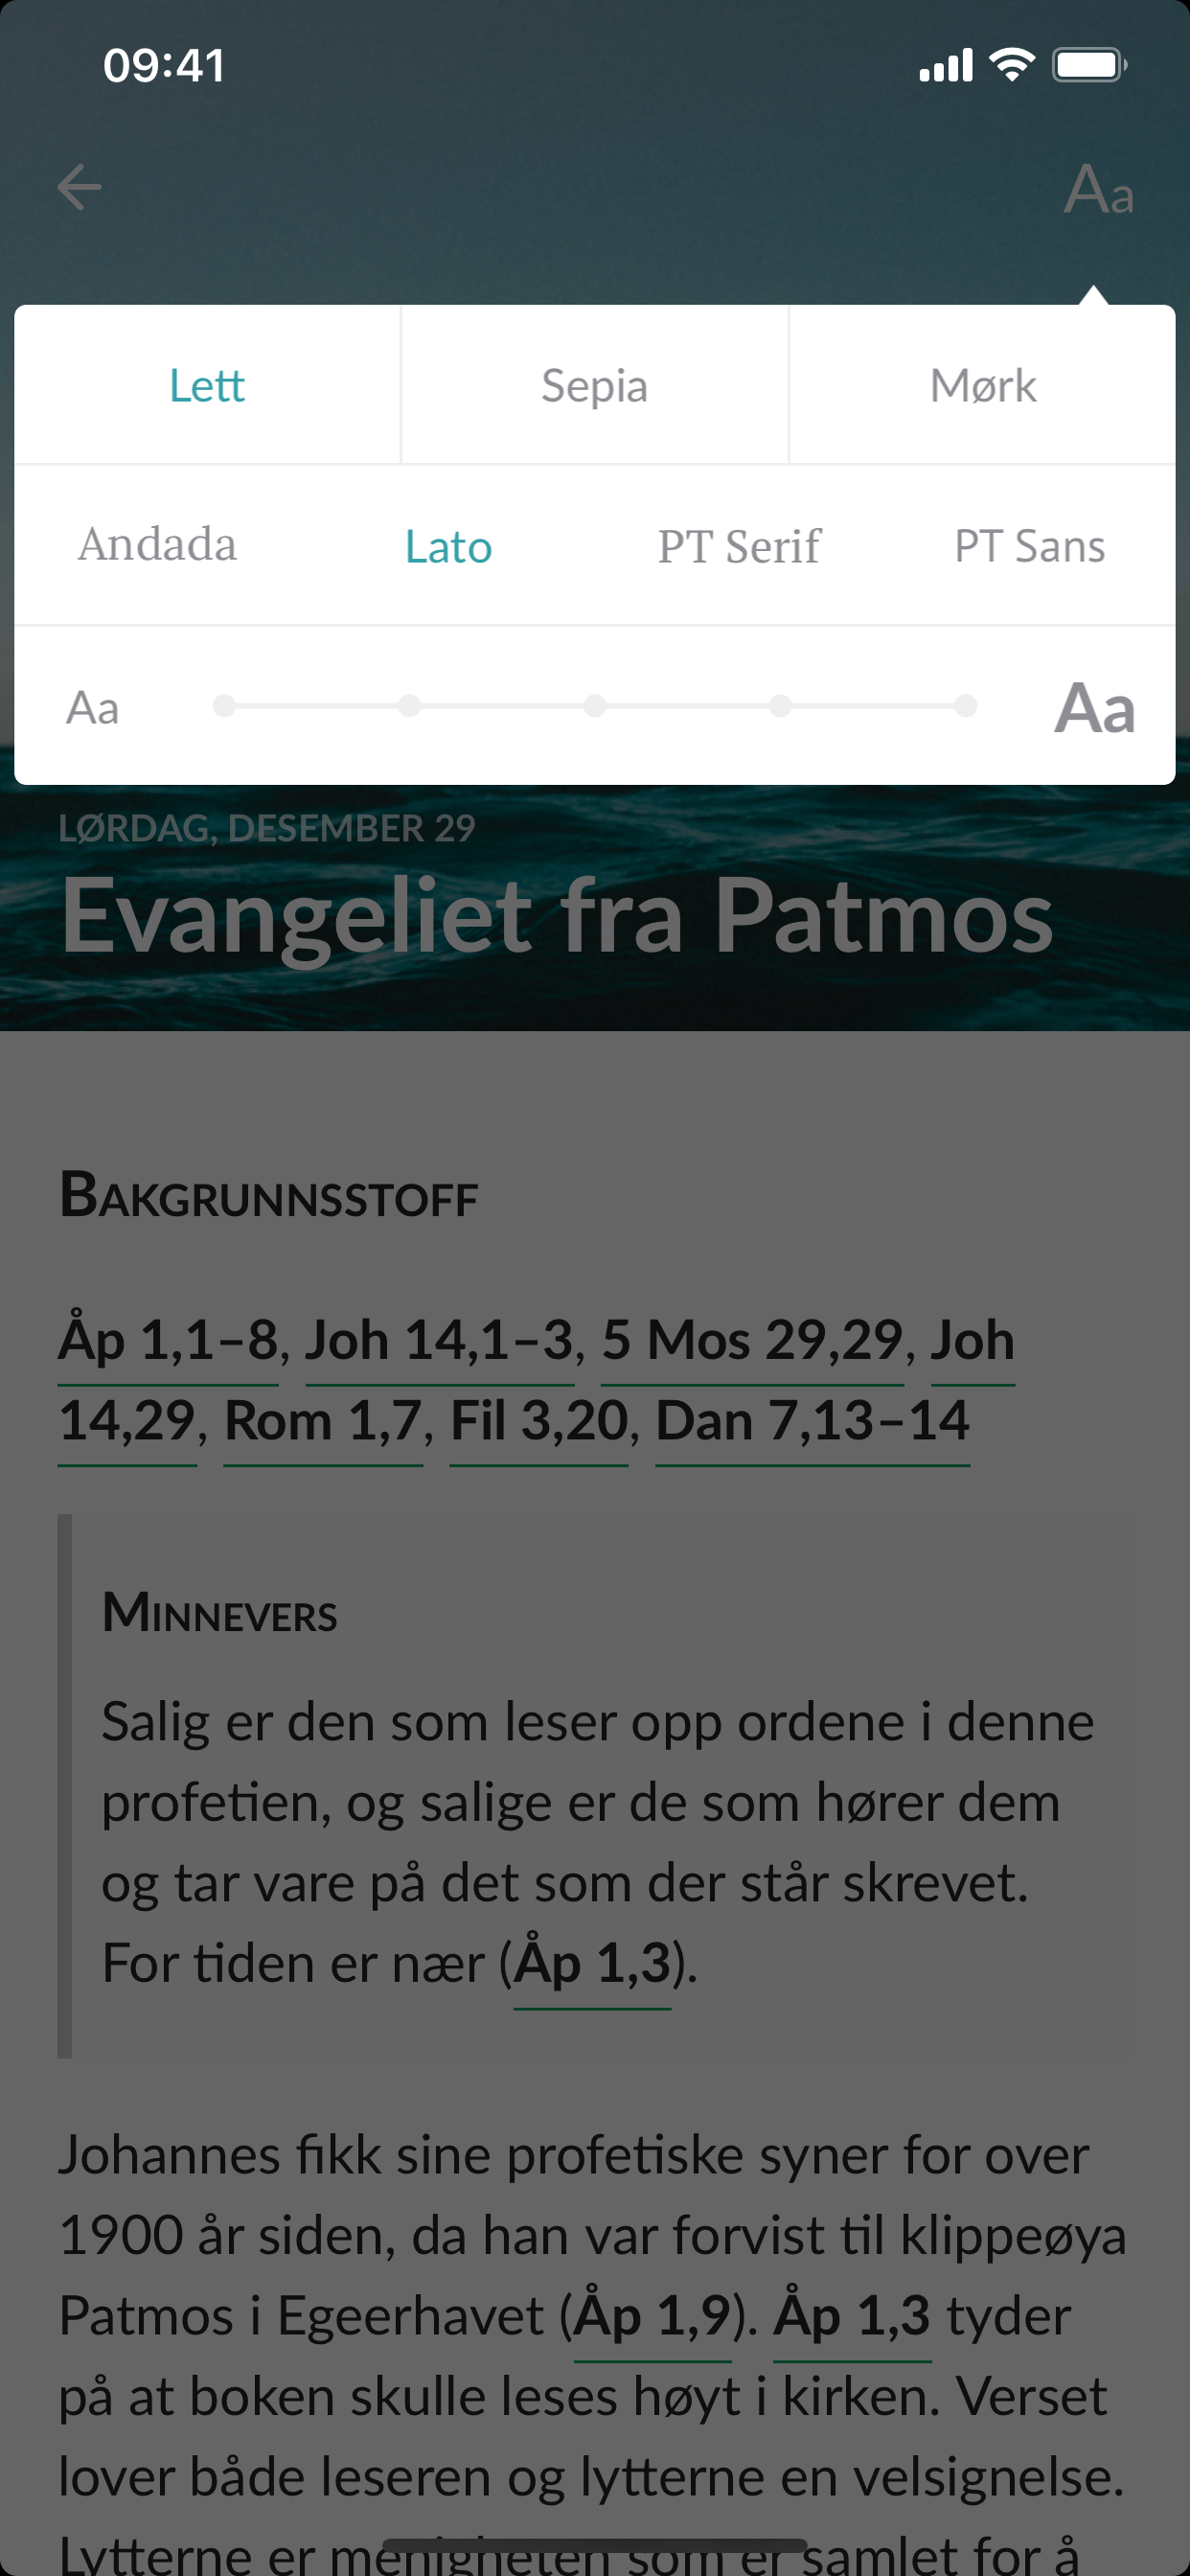 09:41
Aa
Lett Sepia Mørk
Andada Lato PT Serif PT Sans
Aa Aa
LØRDAG, DESEMBER 29
Evangeliet fra Patmos
BAKGRUNNSSTOFF
Åp 1,1–8, Joh 14,1–3, 5 Mos 29,29, Joh
14,29, Rom 1,7, Fil 3,20, Dan 7,13–14
MINNEVERS
Salig er den som leser opp ordene i denne
profetien, og salige er de som hører dem
og tar vare på det som der står skrevet.
For tiden er nær (Åp 1,3).
Johannes fikk sine profetiske syner for over
1900 år siden, da han var forvist til klippeøya
Patmos i Egeerhavet (Åp 1,9). Åp 1,3 tyder
på at boken skulle leses høyt i kirken. Verset
lover både leseren og lytterne en velsignelse.
Lytterne er menigheten som er samlet for å